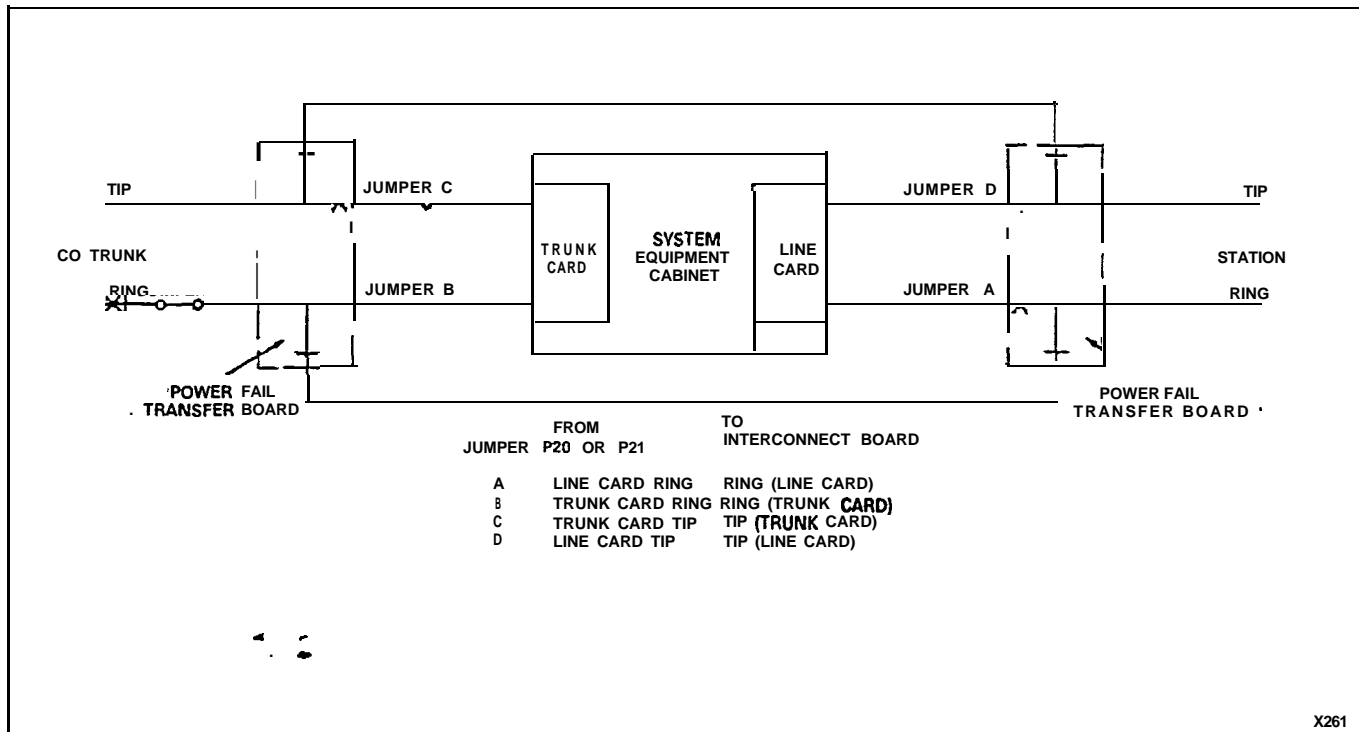 JUMPER C
JUMPER D
TIP
TIP
TRUNK CARD
SYSTEM EQUIPMENT CABINET
LINE CARD
CO TRUNK
STATION
RING
JUMPER B
JUMPER A
RING
POWER FAIL
TRANSFER BOARD
POWER FAIL
TRANSFER BOARD
FROM TO
JUMPER P20 OR P21 INTERCONNECT BOARD
A LINE CARD RING RING (LINE CARD)
B TRUNK CARD RING RING (TRUNK CARD)
C TRUNK CARD TIP TIP (TRUNK CARD)
D LINE CARD TIP TIP (LINE CARD)
X261